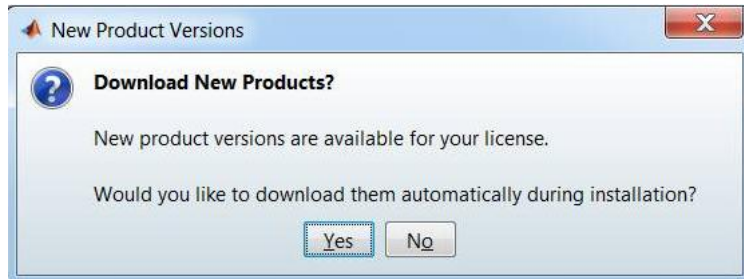 New Product Versions
Download New Products?
New product versions are available for your license.
Would you like to download them automatically during installation?
Yes No